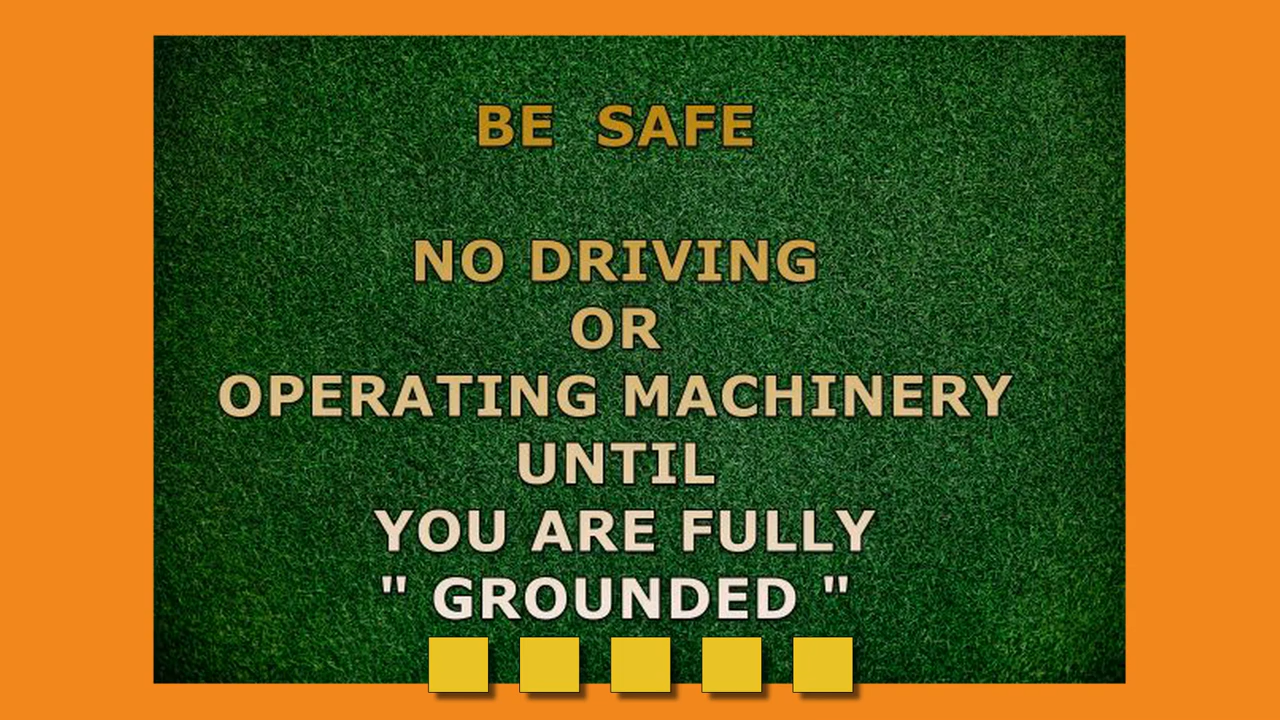 BE SAFE
NO DRIVING
OR
OPERATING MACHINERY
UNTIL
YOU ARE FULLY
" GROUNDED "